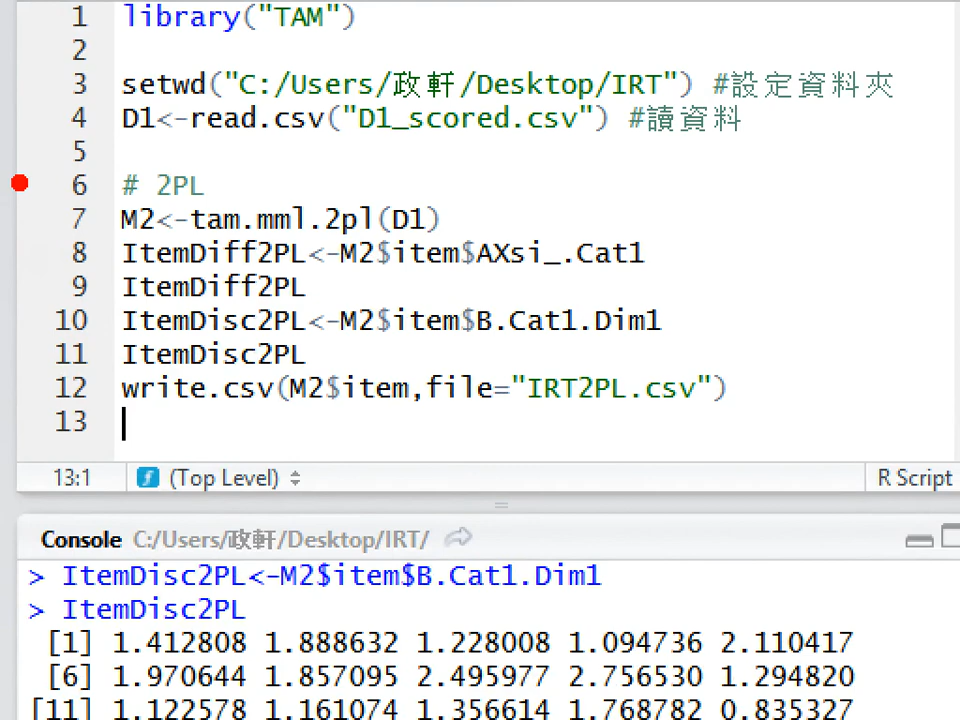 1 library("TAM")
2
3 setwd("C:/Users/政軒/Desktop/IRT") #設定資料夾
4 D1<-read.csv("D1_scored.csv") #讀資料
5
6 # 2PL
7 M2<-tam.mml.2pl(D1)
8 ItemDiff2PL<-M2$item$AXsi_.Cat1
9 ItemDiff2PL
10 ItemDisc2PL<-M2$item$B.Cat1.Dim1
11 ItemDisc2PL
12 write.csv(M2$item,file="IRT2PL.csv")
13
13:1 (Top Level) R Script
Console C:/Users/政軒/Desktop/IRT/
> ItemDisc2PL<-M2$item$B.Cat1.Dim1
> ItemDisc2PL
[1] 1.412808 1.888632 1.228008 1.094736 2.110417
[6] 1.970644 1.857095 2.495977 2.756530 1.294820
[11] 1.122578 1.161074 1.356614 1.768782 0.835327